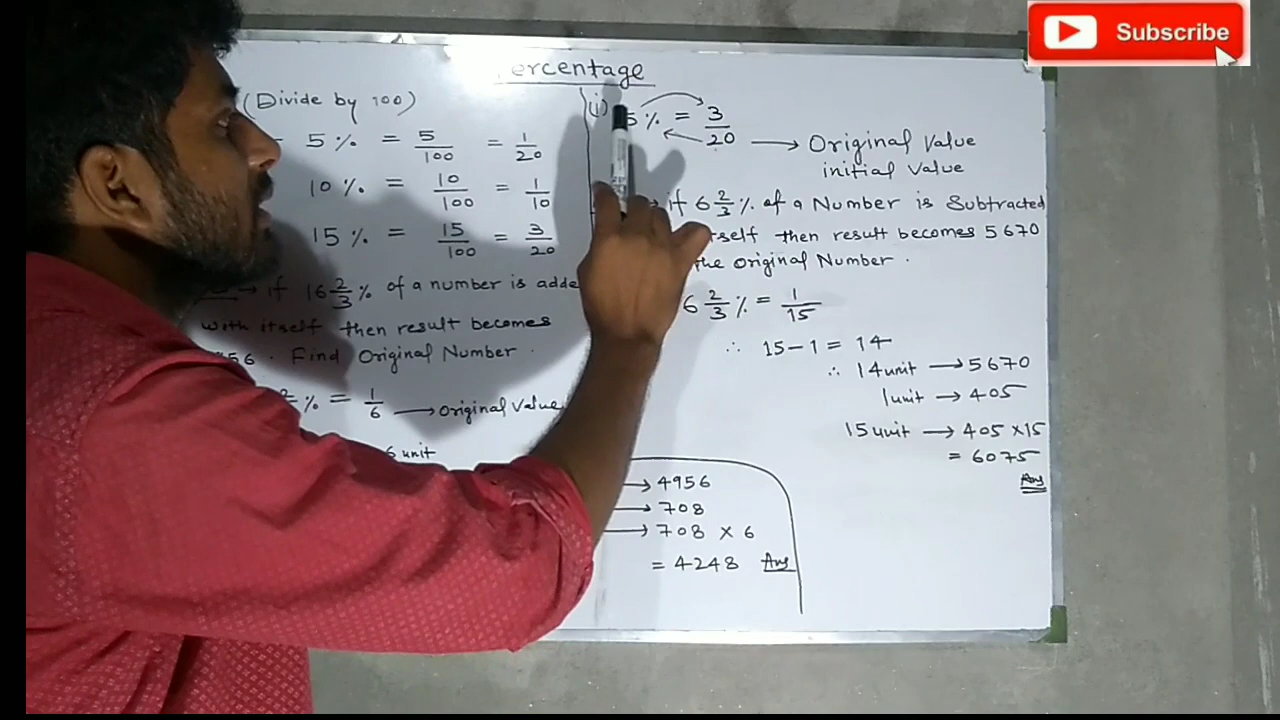 Subscribe
ercentage
(Divide by 100)
5% = 5/100 = 1/20
10% = 10/100 = 1/10
15% = 15/100 = 3/20
if 16 2/3 % of a number is adde
with itself then result becomes
56. Find Original Number.
% = 1/6 → Original Value
6 unit
→ 4956
→ 708
→ 708 × 6
= 4248 Ans
(i) 5% = 3/20 → Original Value
initial Value
→ if 6 2/3 % of a Number is Subtracted
itself then result becomes 5670
the Original Number.
6 2/3 % = 1/15
∴ 15-1 = 14
∴ 14 unit → 5670
1 unit → 405
15 unit → 405 × 15
= 6075
Ans